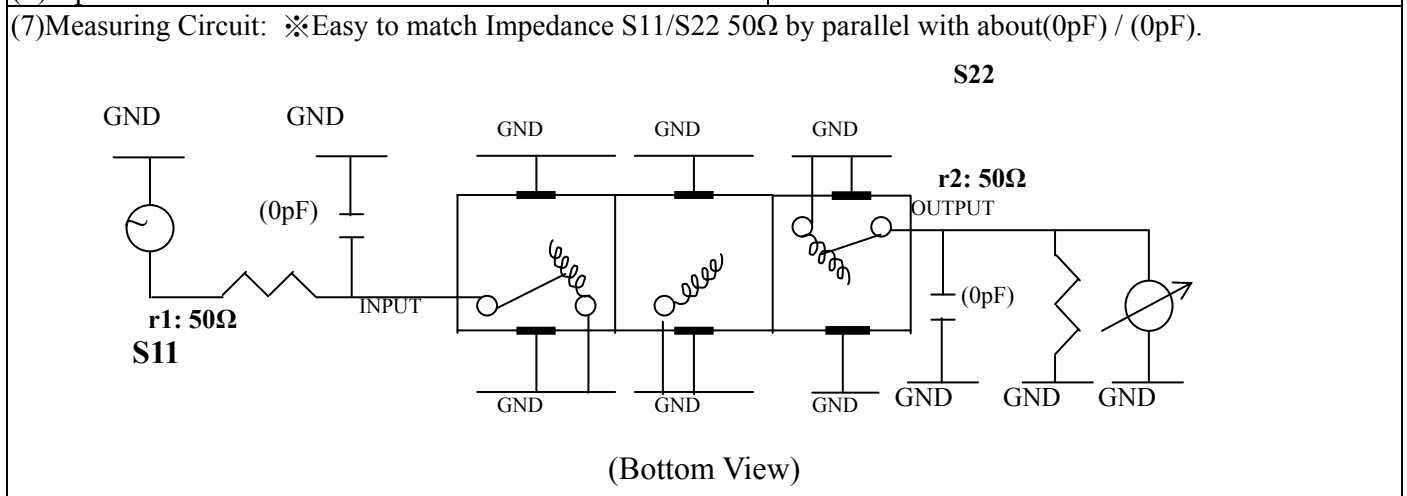 (7)Measuring Circuit: ※Easy to match Impedance S11/S22 50Ω by parallel with about(0pF) / (0pF).
S22
GND GND GND GND GND
r2: 50Ω
(0pF) OUTPUT
~
(0pF)
INPUT
r1: 50Ω
S11
GND GND GND GND GND GND
(Bottom View)